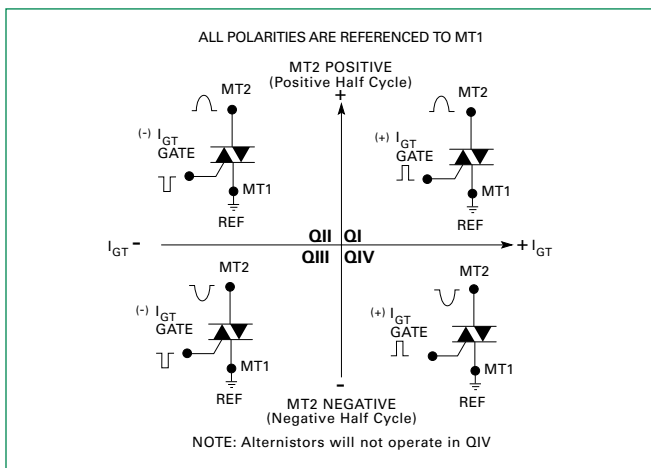 ALL POLARITIES ARE REFERENCED TO MT1
MT2 POSITIVE
(Positive Half Cycle)
+
MT2
(-) IGT
GATE
MT1
REF
MT2
(+) IGT
GATE
MT1
REF
IGT -
QII QI
QIII QIV
+ IGT
MT2
(-) IGT
GATE
MT1
REF
MT2
(+) IGT
GATE
MT1
REF
-
MT2 NEGATIVE
(Negative Half Cycle)
NOTE: Alternistors will not operate in QIV